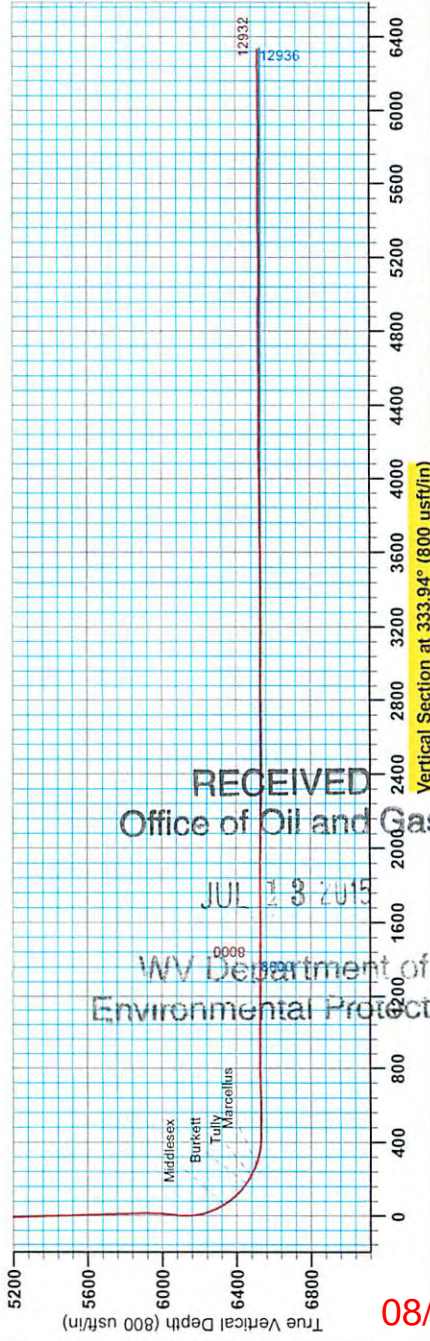 12932
12936
6400
6000
5600
5200
4800
4400
4000
3600
3200
2800
2400
2000
1600
1200
800
400
0
Vertical Section at 333.94° (800 usft/in)
RECEIVED
Office of Oil and Gas
JUL 13 2015
WV Department of
Environmental Protect
8000
8000
Middlesex
Burkett
Tully
Marcellus
5200
5600
6000
6400
6800
True Vertical Depth (800 usft/in)
08/